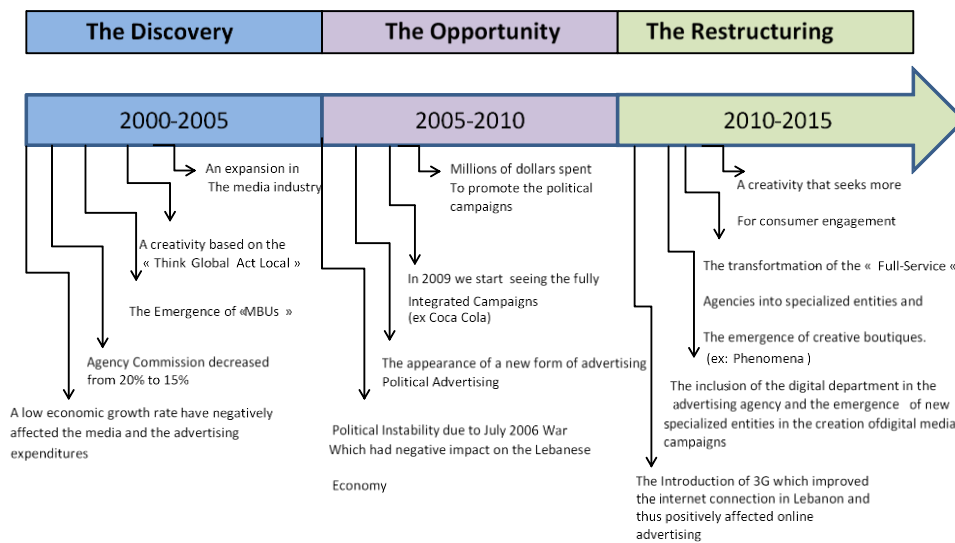 The Discovery
The Opportunity
The Restructuring
2000-2005
2005-2010
2010-2015
An expansion in
The media industry
A creativity based on the
« Think Global Act Local »
The Emergence of «MBUs »
Agency Commission decreased
from 20% to 15%
A low economic growth rate have negatively
affected the media and the advertising
expenditures
Millions of dollars spent
To promote the political
campaigns
In 2009 we start seeing the fully
Integrated Campaigns
(ex Coca Cola)
The appearance of a new form of advertising
Political Advertising
Political Instability due to July 2006 War
Which had negative impact on the Lebanese
Economy
A creativity that seeks more
For consumer engagement
The transfortmation of the « Full-Service «
Agencies into specialized entities and
The emergence of creative boutiques.
(ex: Phenomena )
The inclusion of the digital department in the
advertising agency and the emergence of new
specialized entities in the creation ofdigital media
campaigns
The Introduction of 3G which improved
the internet connection in Lebanon and
thus positively affected online
advertising